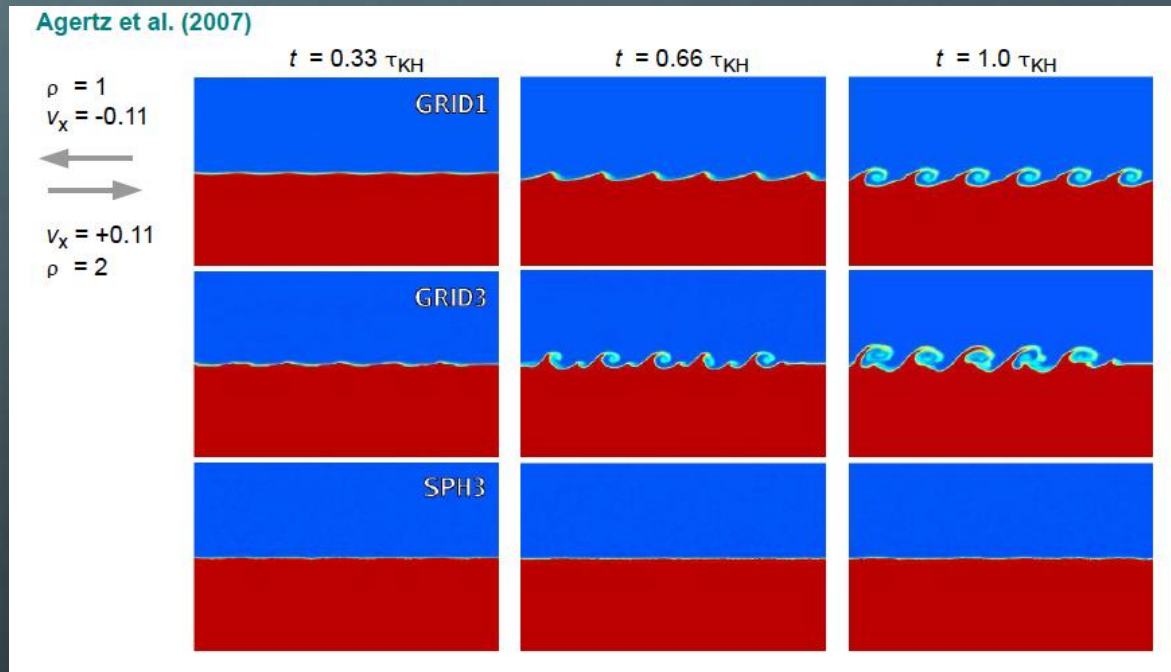 Agertz et al. (2007)
t = 0.33 τKH
t = 0.66 τKH
t = 1.0 τKH
ρ = 1
vx = -0.11
vx = +0.11
ρ = 2
GRID1
GRID3
SPH3